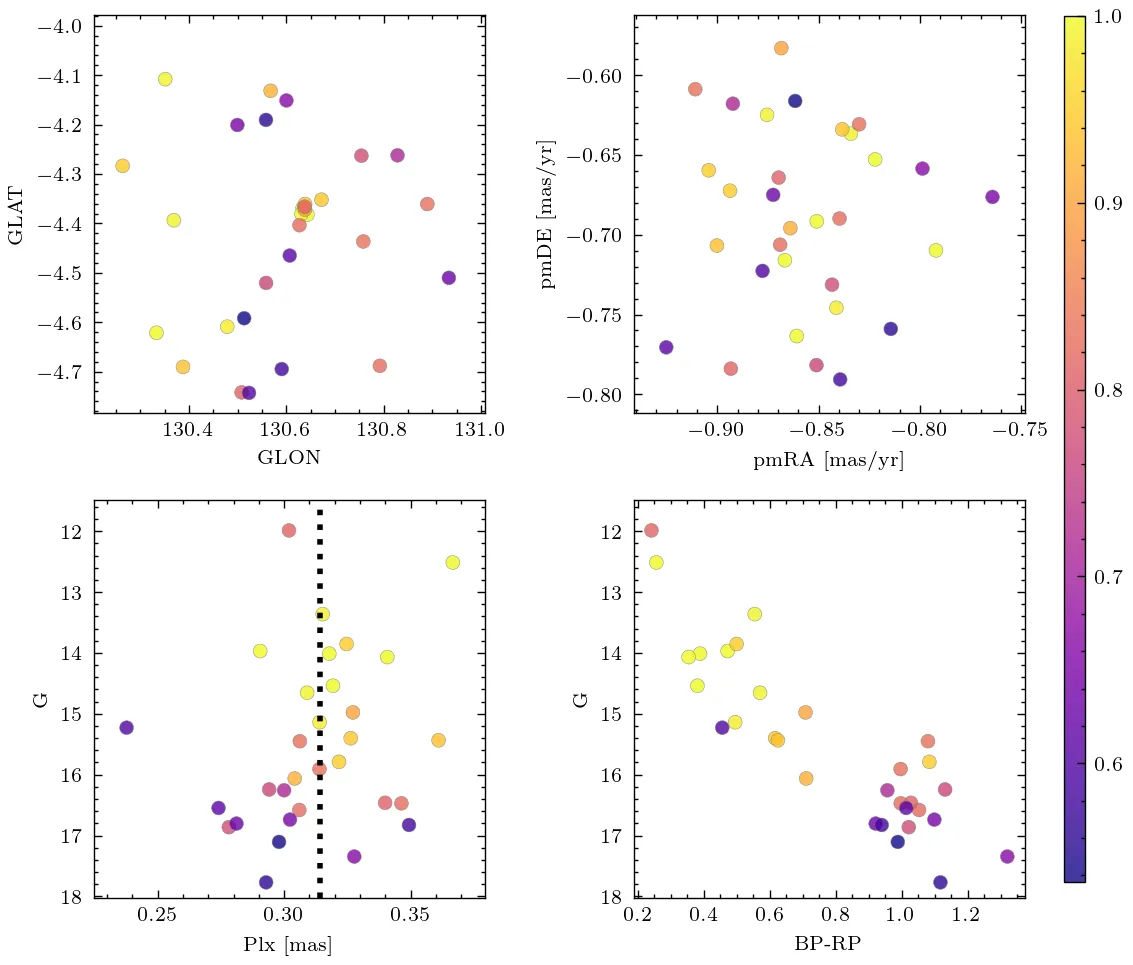 −4.0
−4.1
−4.2
−4.3
−4.4
−4.5
−4.6
−4.7
GLAT
130.4 130.6 130.8 131.0
GLON
−0.60
−0.65
−0.70
−0.75
−0.80
pmDE [mas/yr]
−0.90 −0.85 −0.80 −0.75
pmRA [mas/yr]
12
13
14
15
16
17
18
G
0.25 0.30 0.35
Plx [mas]
12
13
14
15
16
17
18
G
0.2 0.4 0.6 0.8 1.0 1.2
BP-RP
1.0
0.9
0.8
0.7
0.6